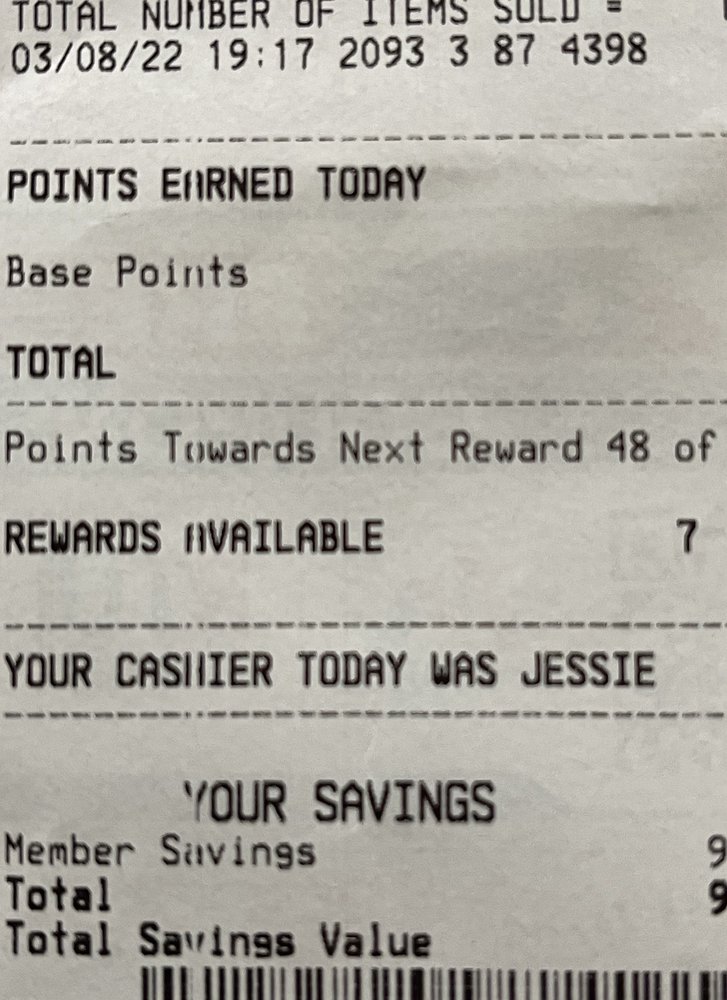 TOTAL NUMBER OF ITEMS SOLD =
03/08/22 19:17 2093 3 87 4398
POINTS EARNED TODAY
Base Points
TOTAL
Points Towards Next Reward 48 of
REWARDS AVAILABLE 7
YOUR CASHIER TODAY WAS JESSIE
YOUR SAVINGS
Member Savings 9
Total 9
Total Savings Value